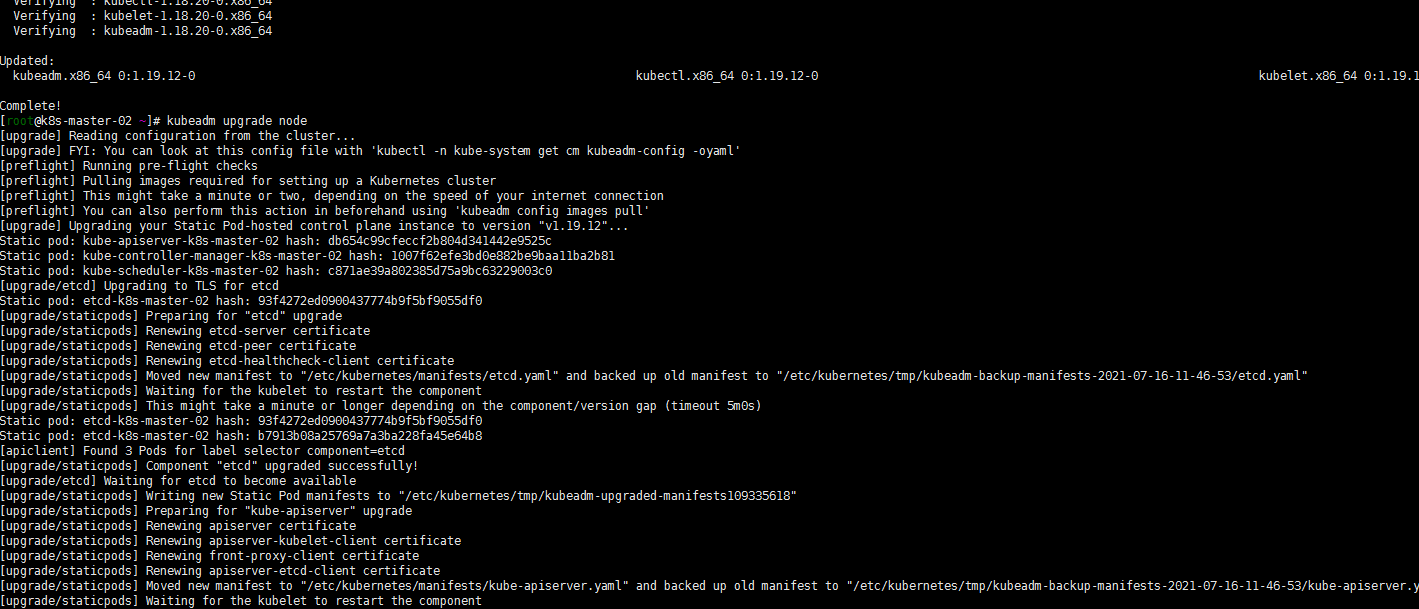 Verifying  : kubectl-1.18.20-0.x86_64
Verifying  : kubelet-1.18.20-0.x86_64
Verifying  : kubeadm-1.18.20-0.x86_64
Updated:
kubeadm.x86_64 0:1.19.12-0 kubectl.x86_64 0:1.19.12-0 kubelet.x86_64 0:1.19.1
Complete!
[root@k8s-master-02 ~]# kubeadm upgrade node
[upgrade] Reading configuration from the cluster...
[upgrade] FYI: You can look at this config file with 'kubectl -n kube-system get cm kubeadm-config -oyaml'
[preflight] Running pre-flight checks
[preflight] Pulling images required for setting up a Kubernetes cluster
[preflight] This might take a minute or two, depending on the speed of your internet connection
[preflight] You can also perform this action in beforehand using 'kubeadm config images pull'
[upgrade] Upgrading your Static Pod-hosted control plane instance to version "v1.19.12"...
Static pod: kube-apiserver-k8s-master-02 hash: db654c99cfeccf2b804d341442e9525c
Static pod: kube-controller-manager-k8s-master-02 hash: 1007f62efe3bd0e882be9baa11ba2b81
Static pod: kube-scheduler-k8s-master-02 hash: c871ae39a802385d75a9bc63229003c0
[upgrade/etcd] Upgrading to TLS for etcd
Static pod: etcd-k8s-master-02 hash: 93f4272ed0900437774b9f5bf9055df0
[upgrade/staticpods] Preparing for "etcd" upgrade
[upgrade/staticpods] Renewing etcd-server certificate
[upgrade/staticpods] Renewing etcd-peer certificate
[upgrade/staticpods] Renewing etcd-healthcheck-client certificate
[upgrade/staticpods] Moved new manifest to "/etc/kubernetes/manifests/etcd.yaml" and backed up old manifest to "/etc/kubernetes/tmp/kubeadm-backup-manifests-2021-07-16-11-46-53/etcd.yaml"
[upgrade/staticpods] Waiting for the kubelet to restart the component
[upgrade/staticpods] This might take a minute or longer depending on the component/version gap (timeout 5m0s)
Static pod: etcd-k8s-master-02 hash: 93f4272ed0900437774b9f5bf9055df0
Static pod: etcd-k8s-master-02 hash: b7913b08a25769a7a3ba228fa45e64b8
[apiclient] Found 3 Pods for label selector component=etcd
[upgrade/staticpods] Component "etcd" upgraded successfully!
[upgrade/etcd] Waiting for etcd to become available
[upgrade/staticpods] Writing new Static Pod manifests to "/etc/kubernetes/tmp/kubeadm-upgraded-manifests109335618"
[upgrade/staticpods] Preparing for "kube-apiserver" upgrade
[upgrade/staticpods] Renewing apiserver certificate
[upgrade/staticpods] Renewing apiserver-kubelet-client certificate
[upgrade/staticpods] Renewing front-proxy-client certificate
[upgrade/staticpods] Renewing apiserver-etcd-client certificate
[upgrade/staticpods] Moved new manifest to "/etc/kubernetes/manifests/kube-apiserver.yaml" and backed up old manifest to "/etc/kubernetes/tmp/kubeadm-backup-manifests-2021-07-16-11-46-53/kube-apiserver.y
[upgrade/staticpods] Waiting for the kubelet to restart the component